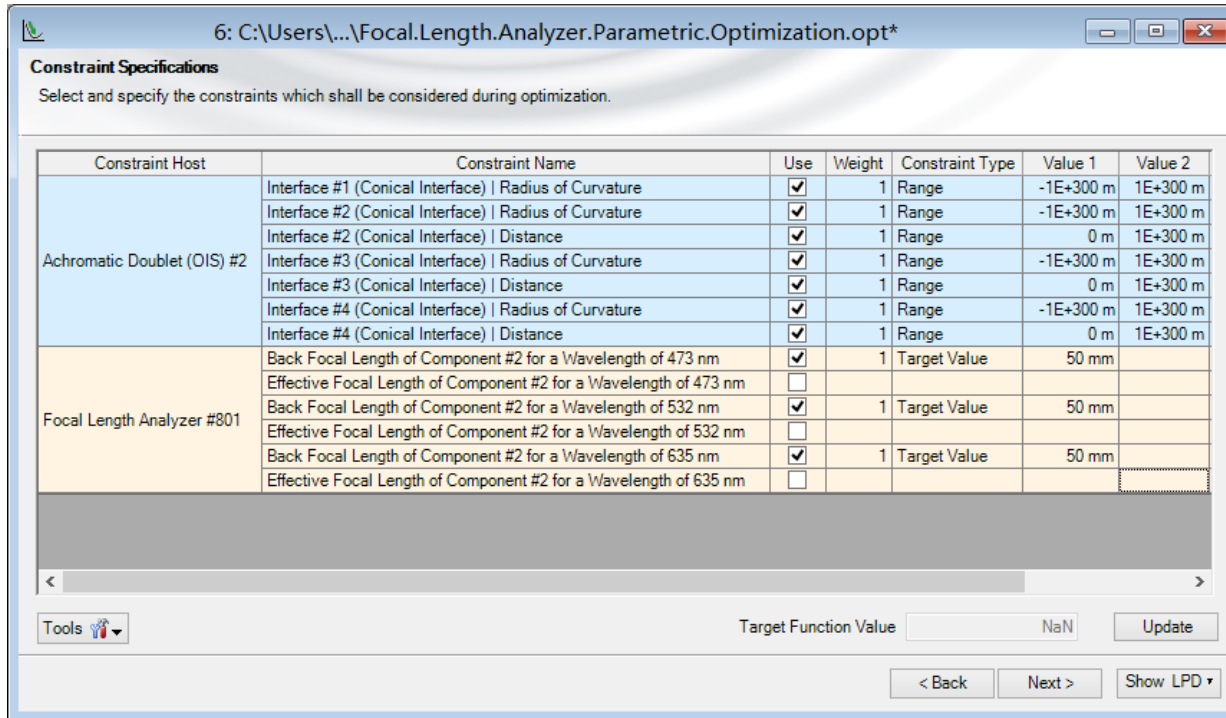 6: C:\Users\...\Focal.Length.Analyzer.Parametric.Optimization.opt*
Constraint Specifications
Select and specify the constraints which shall be considered during optimization.
Constraint Host Constraint Name Use Weight Constraint Type Value 1 Value 2
Interface #1 (Conical Interface) | Radius of Curvature 1 Range -1E+300 m 1E+300 m
Interface #2 (Conical Interface) | Radius of Curvature 1 Range -1E+300 m 1E+300 m
Interface #2 (Conical Interface) | Distance 1 Range 0 m 1E+300 m
Achromatic Doublet (OIS) #2 Interface #3 (Conical Interface) | Radius of Curvature 1 Range -1E+300 m 1E+300 m
Interface #3 (Conical Interface) | Distance 1 Range 0 m 1E+300 m
Interface #4 (Conical Interface) | Radius of Curvature 1 Range -1E+300 m 1E+300 m
Interface #4 (Conical Interface) | Distance 1 Range 0 m 1E+300 m
Back Focal Length of Component #2 for a Wavelength of 473 nm 1 Target Value 50 mm
Effective Focal Length of Component #2 for a Wavelength of 473 nm
Focal Length Analyzer #801 Back Focal Length of Component #2 for a Wavelength of 532 nm 1 Target Value 50 mm
Effective Focal Length of Component #2 for a Wavelength of 532 nm
Back Focal Length of Component #2 for a Wavelength of 635 nm 1 Target Value 50 mm
Effective Focal Length of Component #2 for a Wavelength of 635 nm
Tools Target Function Value NaN Update
< Back Next > Show LPD